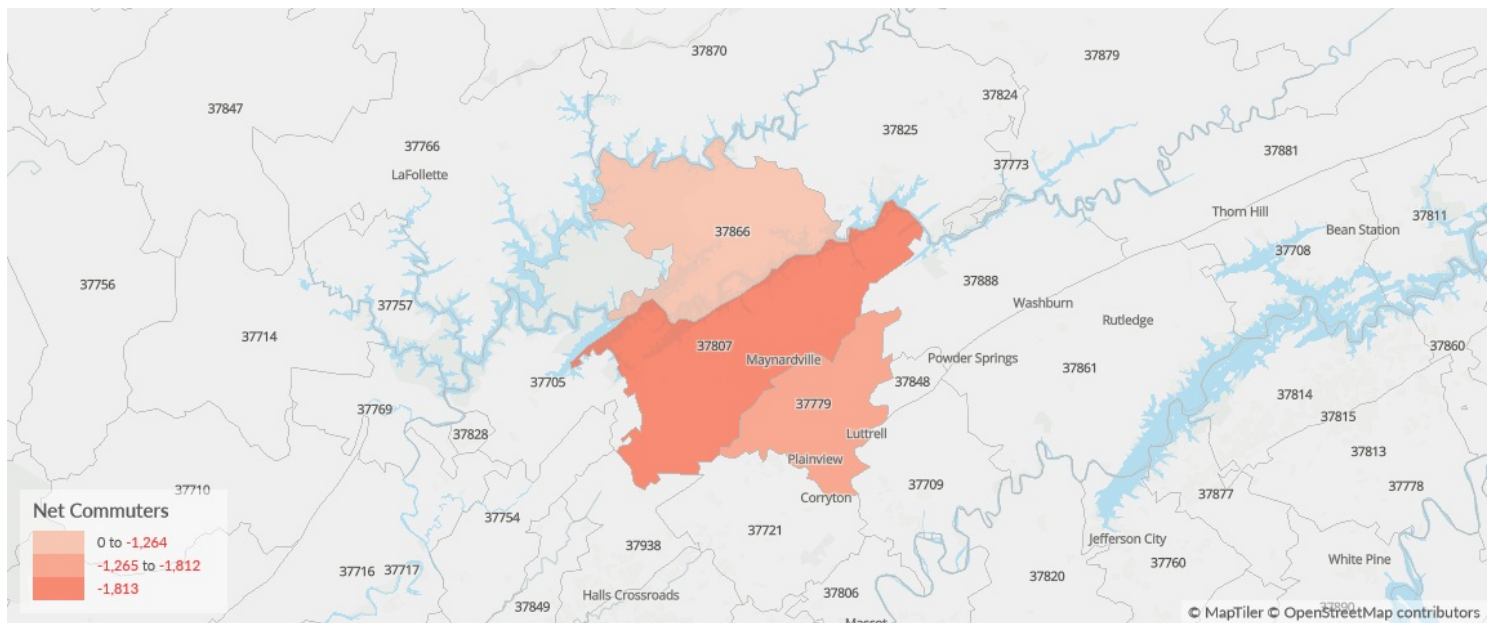 37870
37879
37847
37824
37825
37766
LaFollette
37773
37881
Thorn Hill
37811
Bean Station
37866
37708
37756
37888
37757
Washburn
Rutledge
37714
37807
Maynardville
Powder Springs
37860
37705
37848
37861
37779
37814
37769
37815
37828
Luttrell
Plainview
37813
37710
Corryton
37709
37877
37778
37754
37721
Jefferson City
37938
White Pine
37760
37716
37717
37820
Halls Crossroads
37806
37849
37890
Mascot
Net Commuters
0 to -1,264
-1,265 to -1,812
-1,813
© MapTiler © OpenStreetMap contributors